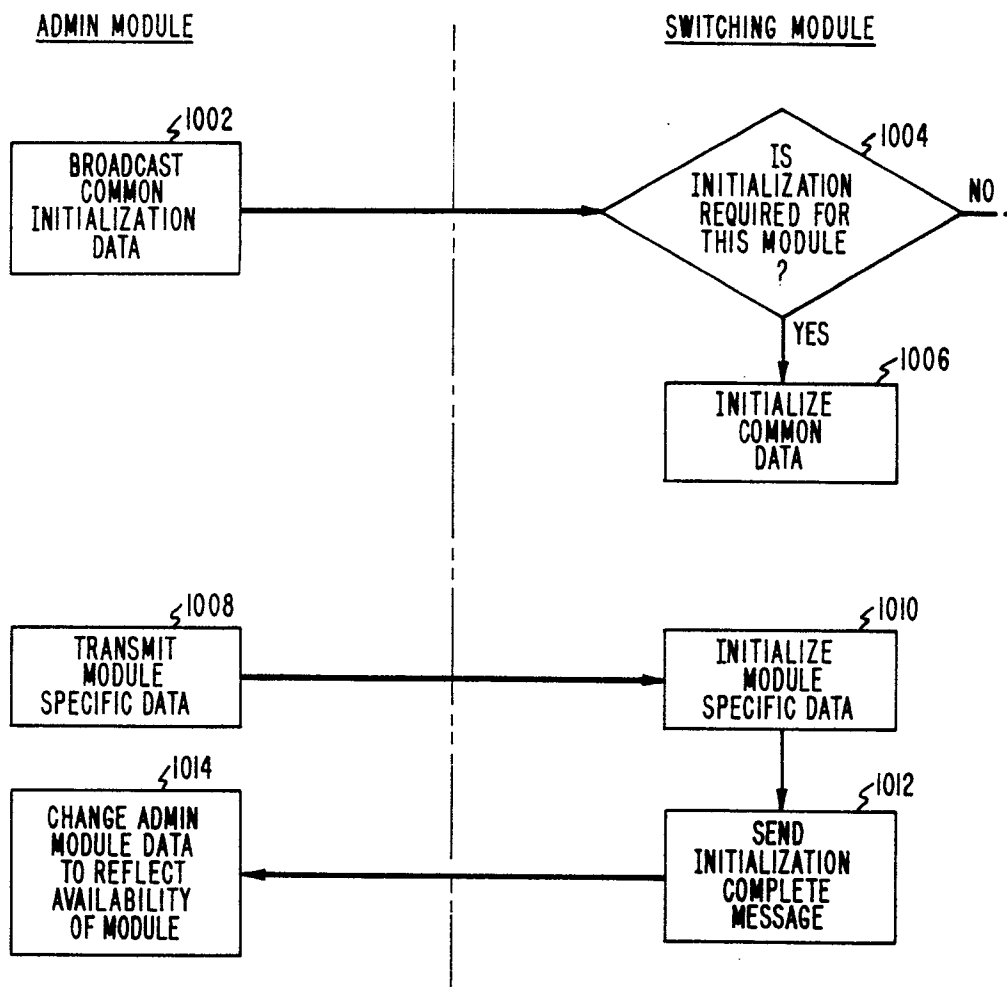 ADMIN MODULE
SWITCHING MODULE
1002
BROADCAST
COMMON
INITIALIZATION
DATA
1004
IS
INITIALIZATION
REQUIRED FOR
THIS MODULE
?
NO
YES
1006
INITIALIZE
COMMON
DATA
1008
TRANSMIT
MODULE
SPECIFIC DATA
1010
INITIALIZE
MODULE
SPECIFIC DATA
1014
CHANGE ADMIN
MODULE DATA
TO REFLECT
AVAILABILITY
OF MODULE
1012
SEND
INITIALIZATION
COMPLETE
MESSAGE